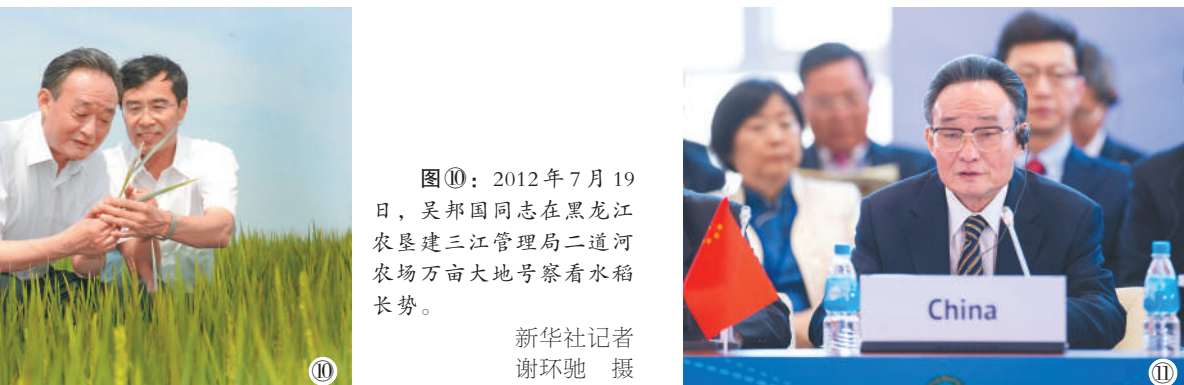 ⑩
图⑩：2012年7月19
日，吴邦国同志在黑龙江
农垦建三江管理局二道河
农场万亩大地号察看水稻
长势。
新华社记者
谢环驰 摄
China
⑪